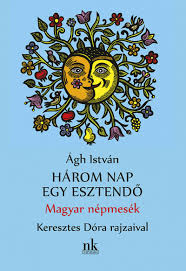 Ágh István
HÁROM NAP
EGY ESZTENDŐ
Magyar népmesék
Keresztes Dóra rajzaival
nk